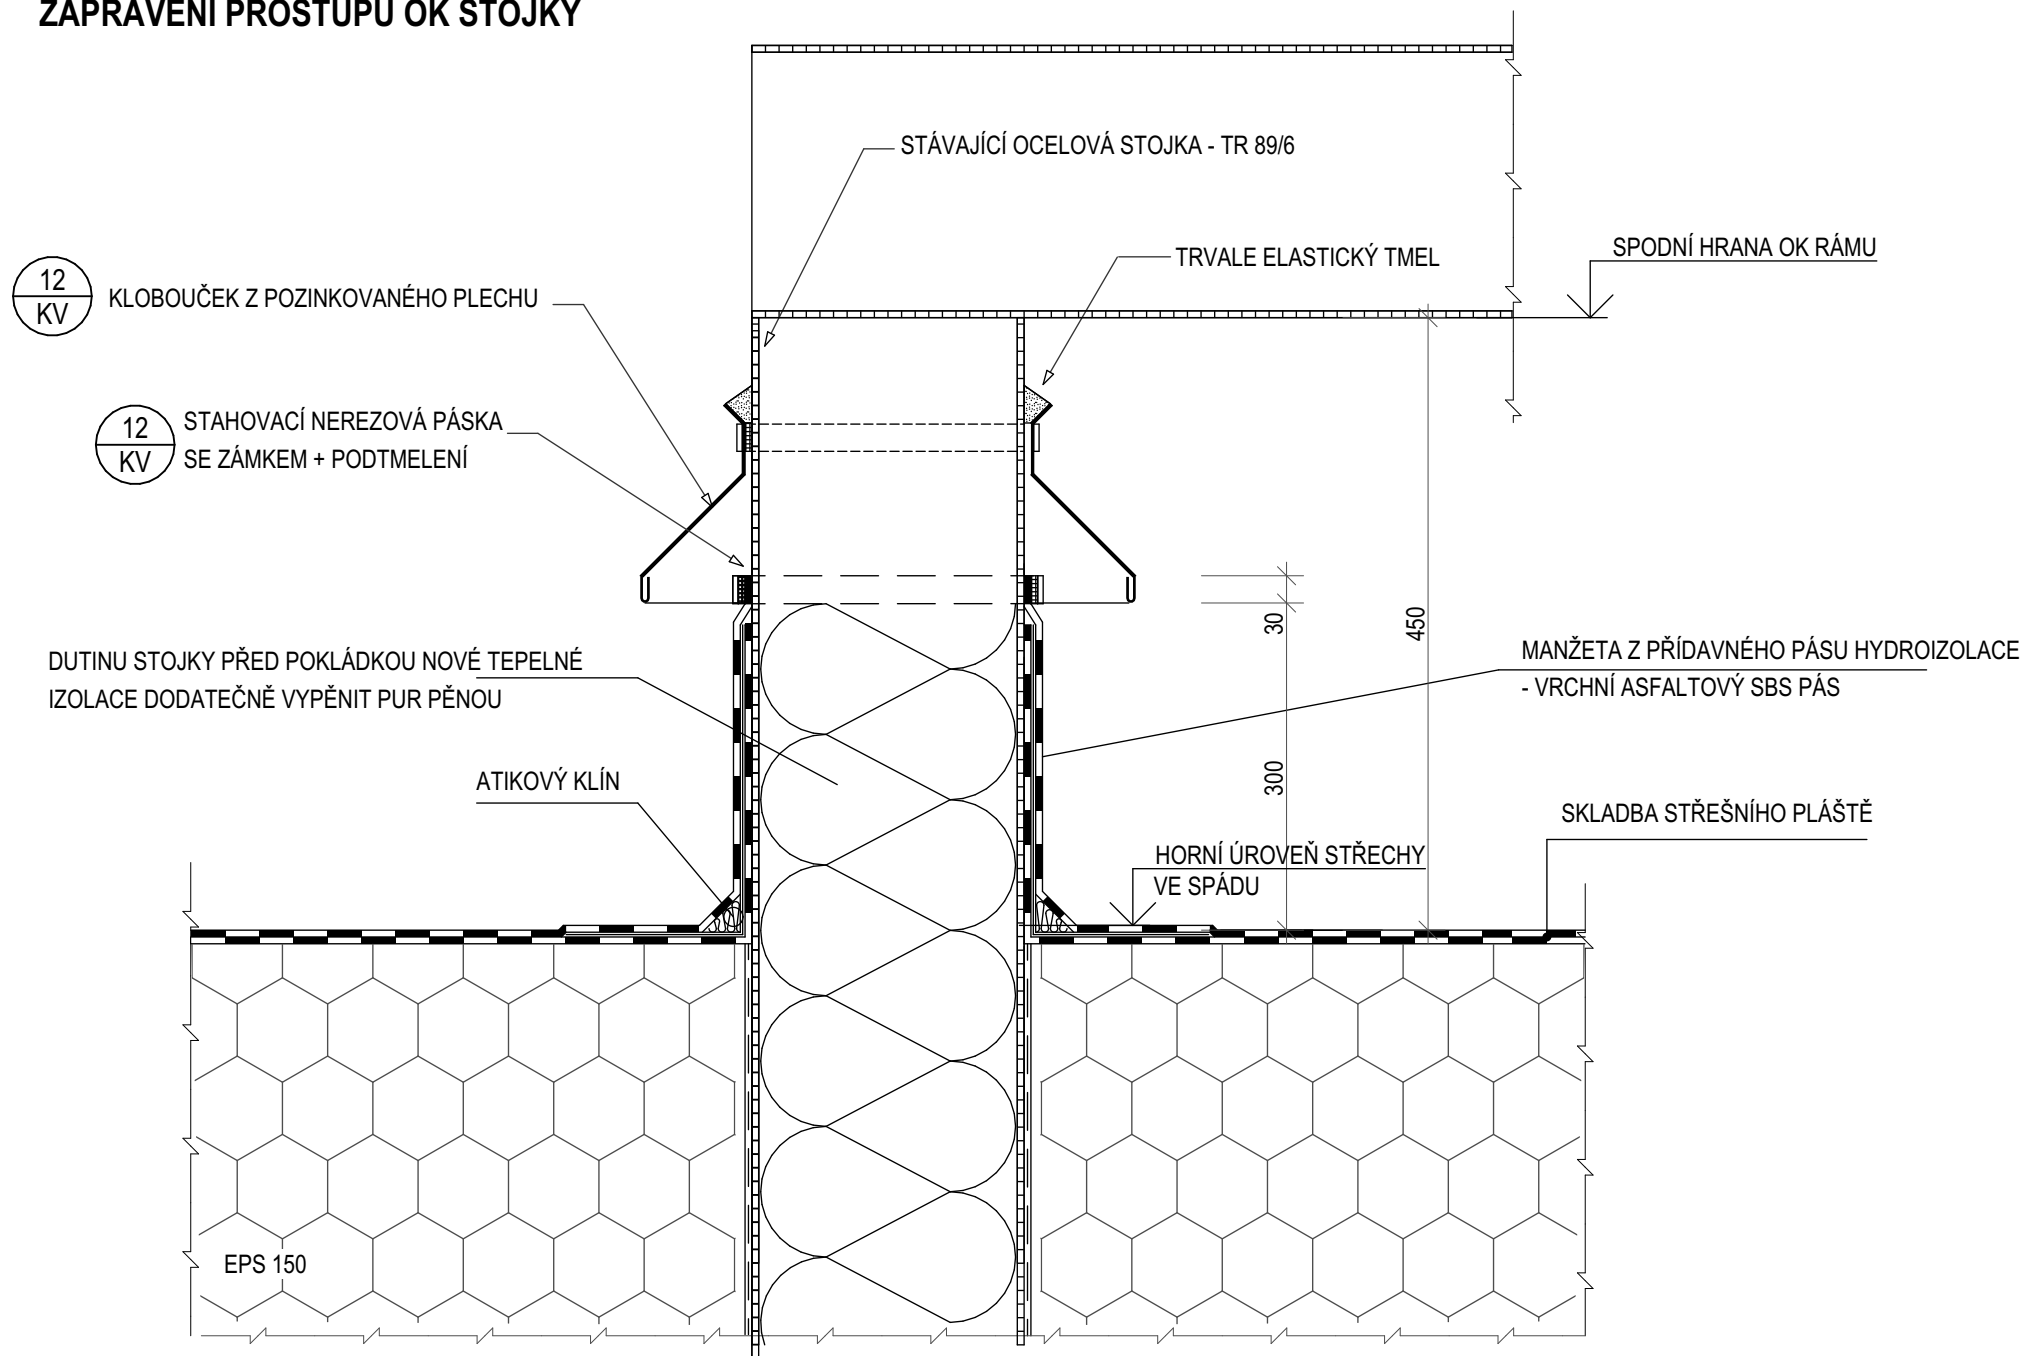 ZAPRAVENÍ PROSTUPU OK STOJKY
STÁVAJÍCÍ OCELOVÁ STOJKA - TR 89/6
TRVALE ELASTICKÝ TMEL
SPODNÍ HRANA OK RÁMU
12
KV
KLOBOUČEK Z POZINKOVANÉHO PLECHU
12
KV
STAHOVACÍ NEREZOVÁ PÁSKA
SE ZÁMKEM + PODTMELENÍ
30
450
DUTINU STOJKY PŘED POKLÁDKOU NOVÉ TEPELNÉ
IZOLACE DODATEČNĚ VYPĚNIT PUR PĚNOU
MANŽETA Z PŘÍDAVNÉHO PÁSU HYDROIZOLACE
- VRCHNÍ ASFALTOVÝ SBS PÁS
300
ATIKOVÝ KLÍN
SKLADBA STŘEŠNÍHO PLÁŠTĚ
HORNÍ ÚROVEŇ STŘECHY
VE SPÁDU
EPS 150